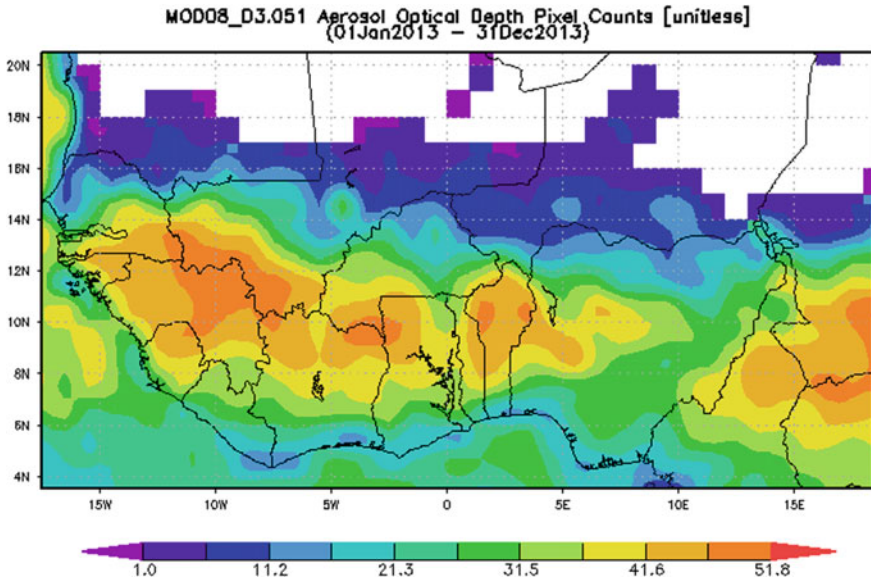 MOD08_D3.051 Aerosol Optical Depth Pixel Counts [unitless]
(01Jan2013 - 31Dec2013)
20N
18N
16N
14N
12N
10N
8N
6N
4N
15W 10W 5W 0 5E 10E 15E
1.0 11.2 21.3 31.5 41.6 51.8